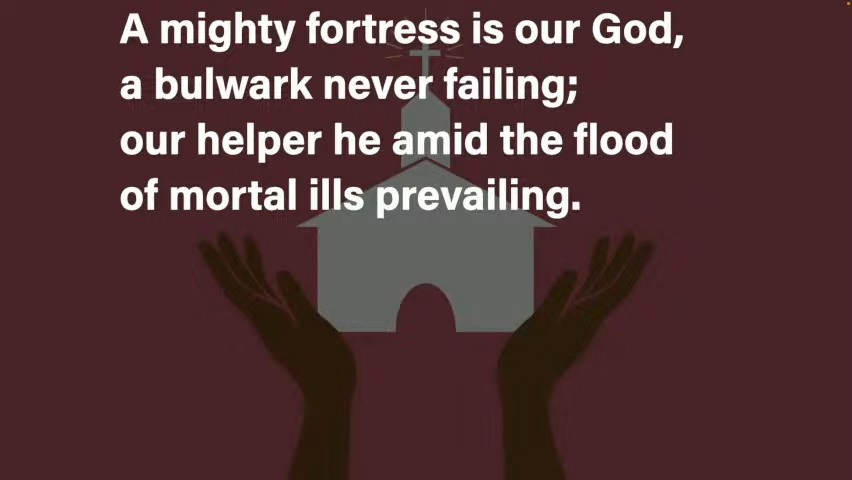 A mighty fortress is our God,
a bulwark never failing;
our helper he amid the flood
of mortal ills prevailing.